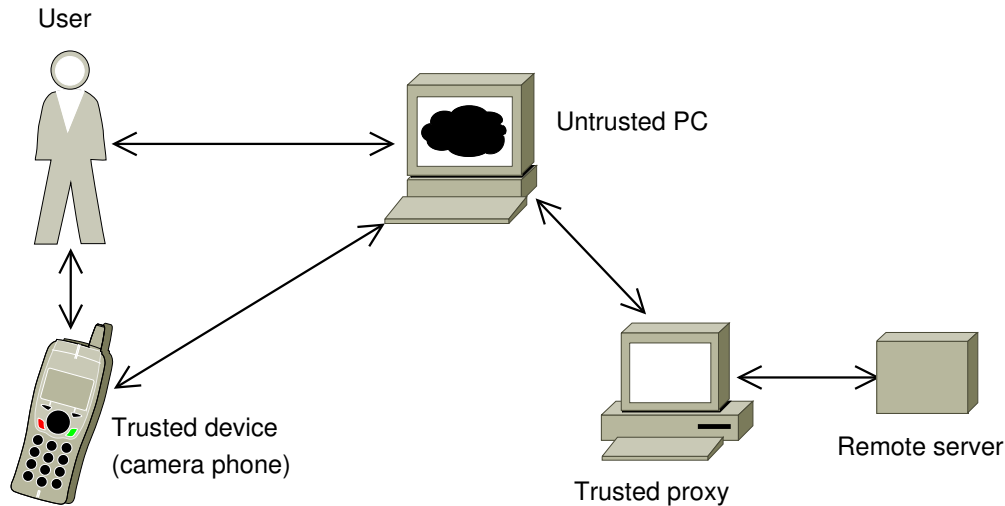 User
Untrusted PC
Trusted device
(camera phone)
Remote server
Trusted proxy